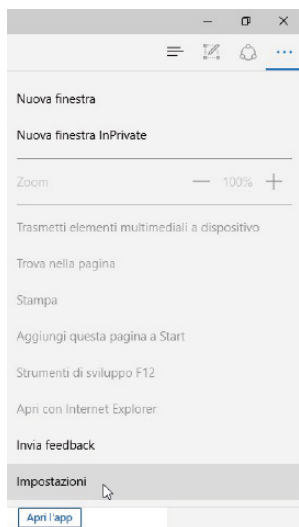 Nuova finestra
Nuova finestra InPrivate
Zoom — 100% +
Trasmetti elementi multimediali a dispositivo
Trova nella pagina
Stampa
Aggiungi questa pagina a Start
Strumenti di sviluppo F12
Apri con Internet Explorer
Invia feedback
Impostazioni
Apri l'app